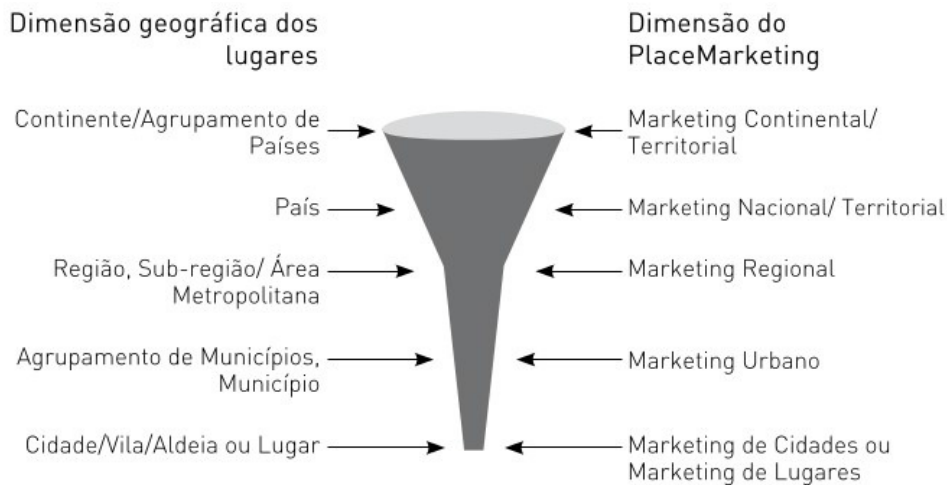 Dimensão geográfica dos
lugares
Dimensão do
PlaceMarketing
Continente/Agrupamento de
Países
Marketing Continental/
Territorial
País
Marketing Nacional/ Territorial
Região, Sub-região/ Área
Metropolitana
Marketing Regional
Agrupamento de Municípios,
Município
Marketing Urbano
Cidade/Vila/Aldeia ou Lugar
Marketing de Cidades ou
Marketing de Lugares